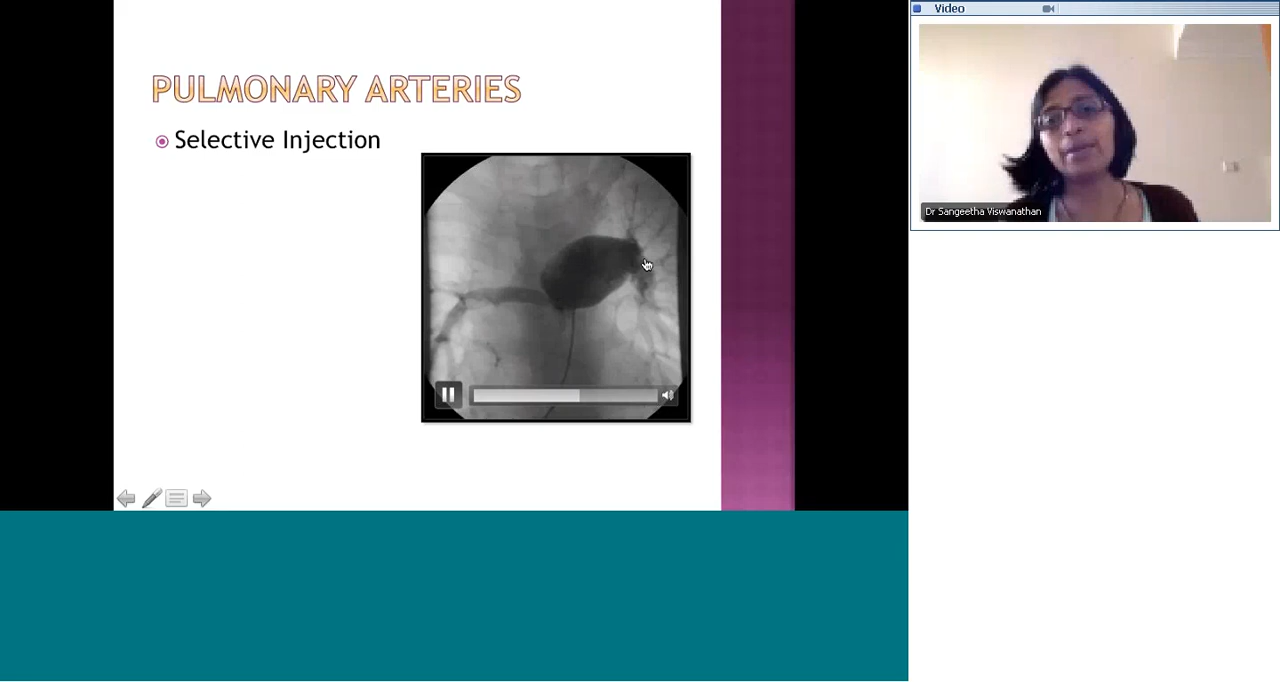 PULMONARY ARTERIES
Selective Injection
Video
Dr Sangeetha Viswanathan